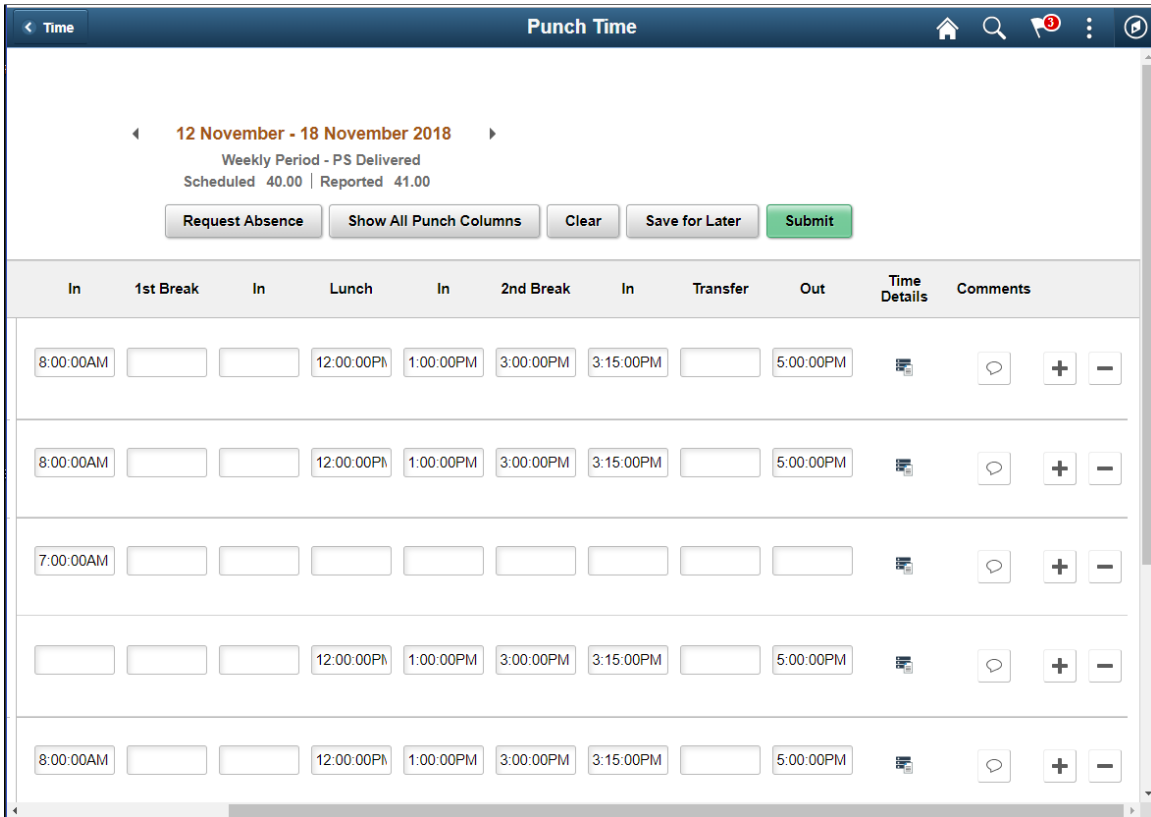 Time
Punch Time
3
12 November - 18 November 2018
Weekly Period - PS Delivered
Scheduled 40.00 | Reported 41.00
Request Absence Show All Punch Columns Clear Save for Later Submit
In 1st Break In Lunch In 2nd Break In Transfer Out Time Details Comments
8:00:00AM 12:00:00PM 1:00:00PM 3:00:00PM 3:15:00PM 5:00:00PM
8:00:00AM 12:00:00PM 1:00:00PM 3:00:00PM 3:15:00PM 5:00:00PM
7:00:00AM
12:00:00PM 1:00:00PM 3:00:00PM 3:15:00PM 5:00:00PM
8:00:00AM 12:00:00PM 1:00:00PM 3:00:00PM 3:15:00PM 5:00:00PM